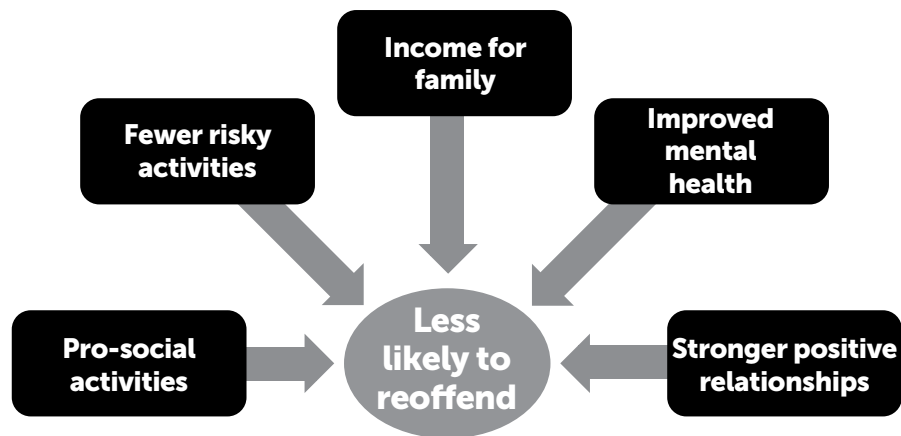 Income for
family
Fewer risky
activities
Improved
mental
health
Pro-social
activities
Less
likely to
reoffend
Stronger positive
relationships